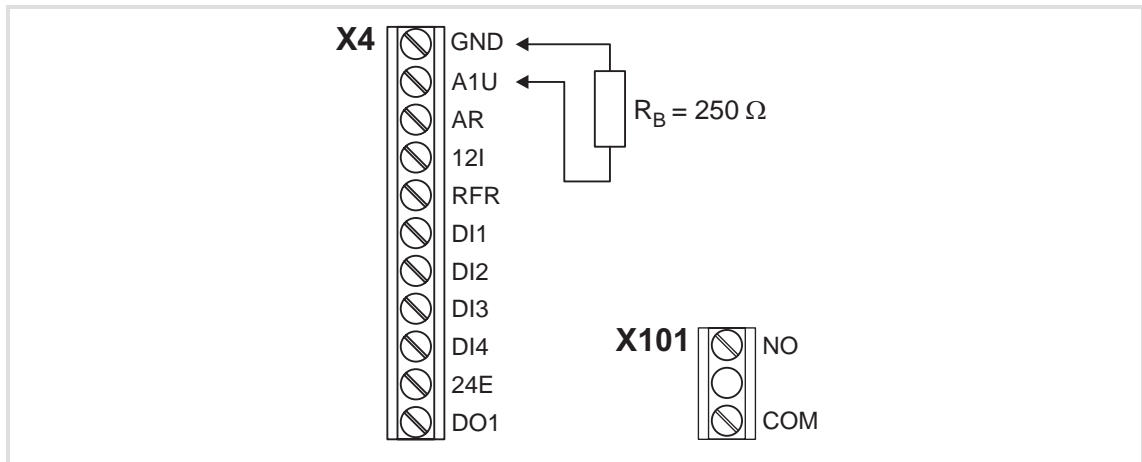 X4
GND
A1U
AR
12I
RFR
DI1
DI2
DI3
DI4
24E
DO1
R_B = 250 Ω
X101
NO
COM